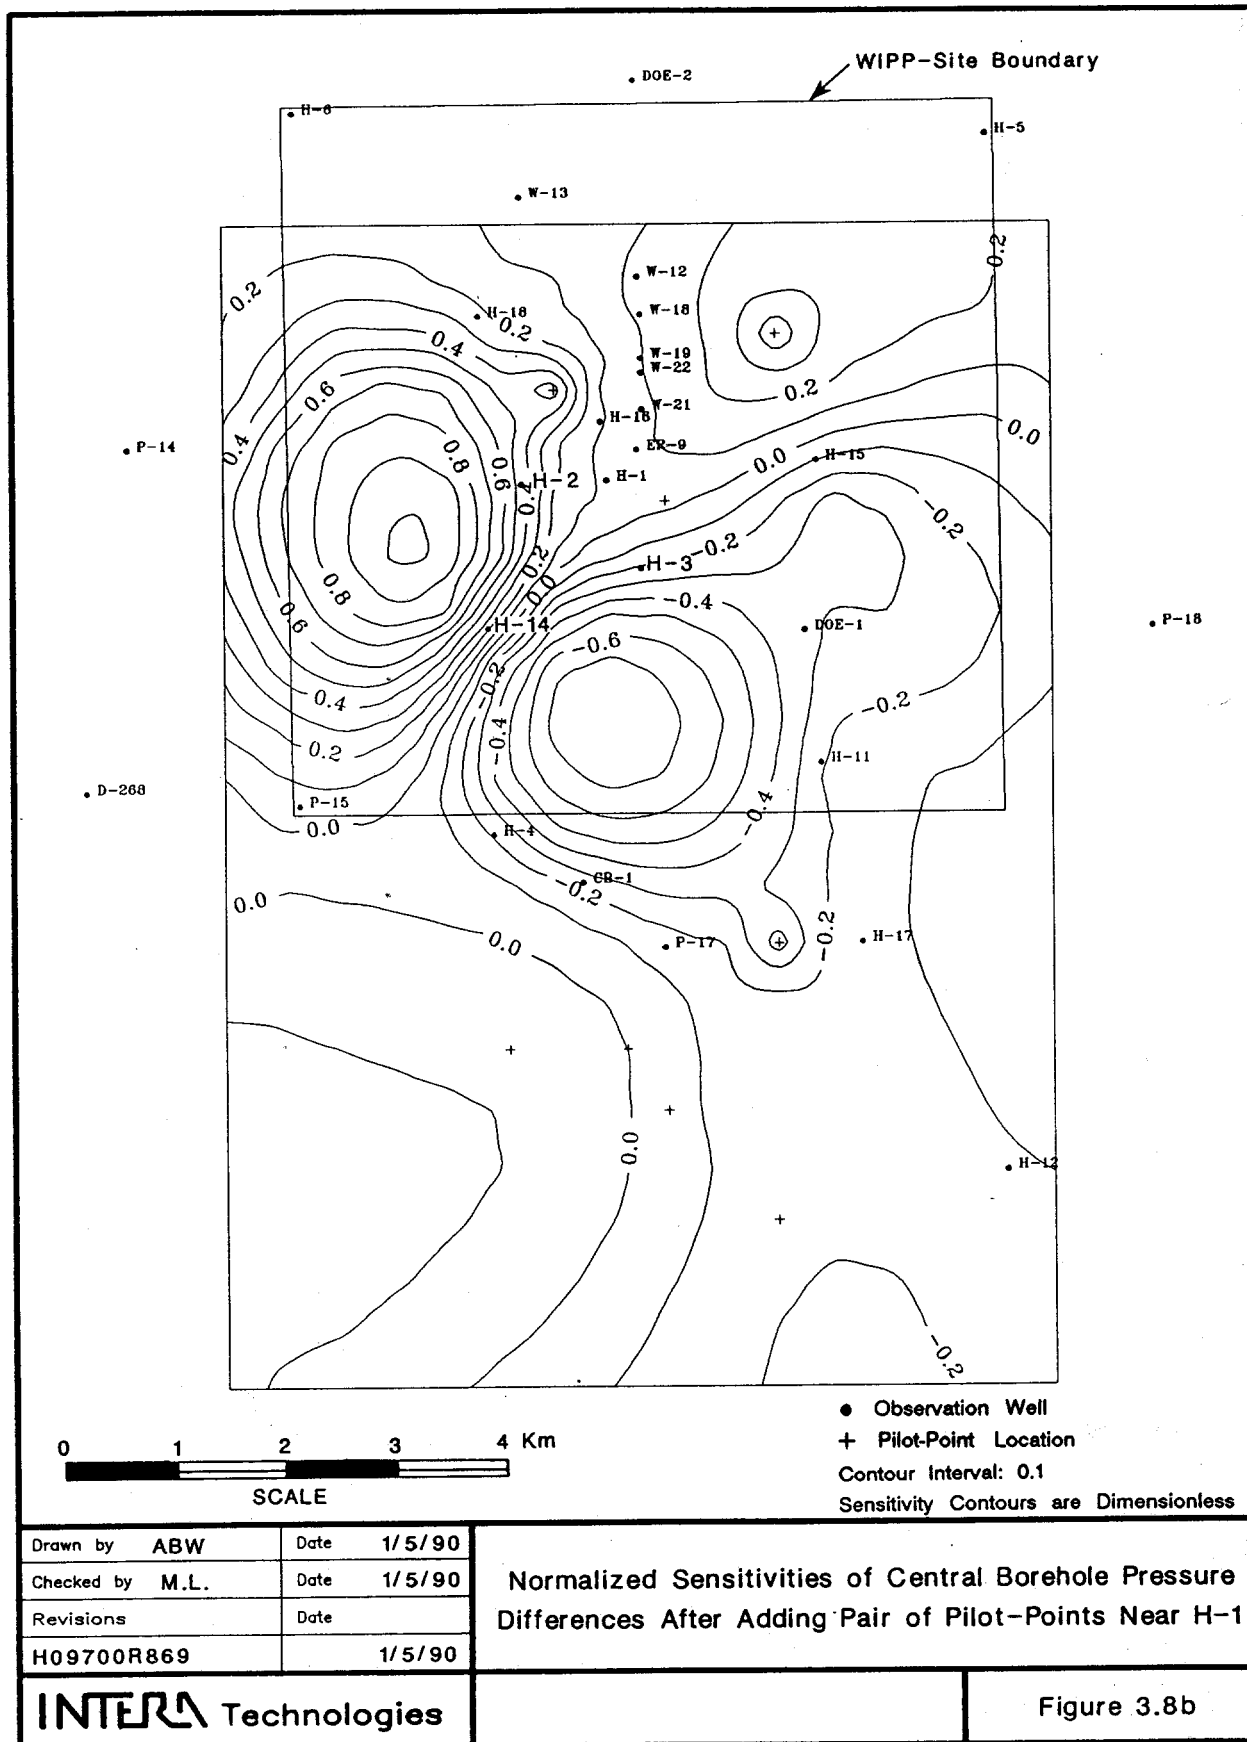 WIPP-Site Boundary
DOE-2
H-6
H-5
W-13
0.2
W-12
0.2
H-18
0.2
W-18
0.4
W-19
W-22
0.6
0.2
W-21
H-16
0.0
P-14
0.4
0.8
0.6
ER-9
0.0
H-15
H-2
H-1
0.4
-0.2
0.2
H-3
-0.2
0.8
0.0
-0.4
0.6
H-14
DOE-1
P-18
-0.6
-0.2
0.4
-0.2
-0.4
0.2
H-11
D-268
P-15
-0.4
0.0
H-4
CB-1
-0.2
0.0
-0.2
0.0
P-17
H-17
0.0
H-12
-0.2
● Observation Well
+ Pilot-Point Location
Contour Interval: 0.1
Sensitivity Contours are Dimensionless
0 1 2 3 4 Km
SCALE
Drawn by ABW Date 1/5/90
Checked by M.L. Date 1/5/90
Revisions Date
H09700R869 1/5/90
Normalized Sensitivities of Central Borehole Pressure
Differences After Adding Pair of Pilot-Points Near H-1
INTERA Technologies
Figure 3.8b